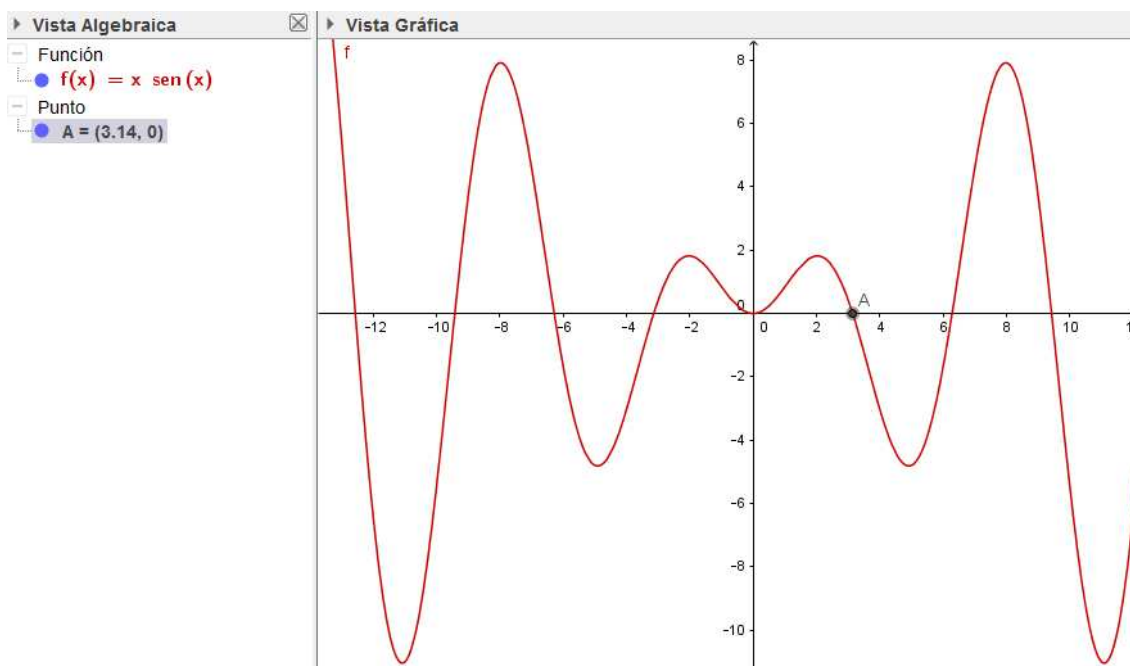 Vista Algebraica
Función
f(x) = x sen(x)
Punto
A = (3.14, 0)
Vista Gráfica
f
8
6
4
2
0
-12 -10 -8 -6 -4 -2 0 2 4 6 8 10 1
A
-2
-4
-6
-8
-10